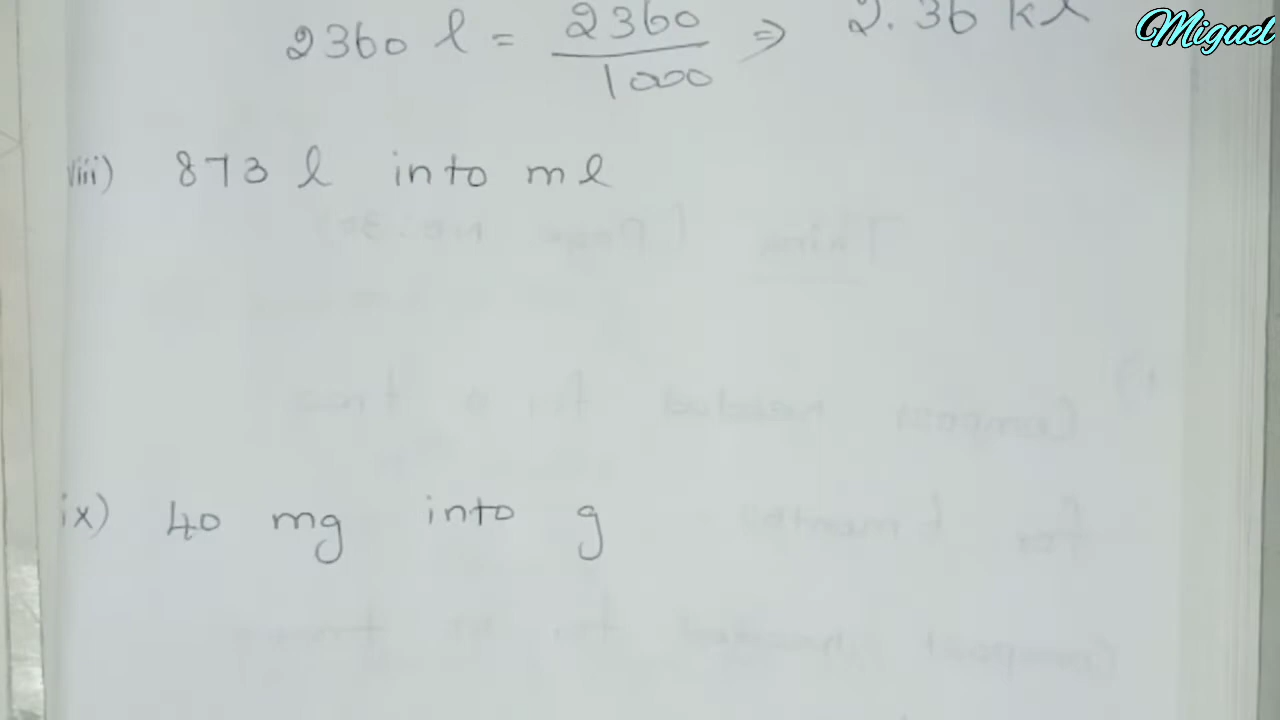 Miguel
2360 l = 2360/1000 ⇒ 2.36 kl
viii) 873 l into ml
ix) 40 mg into g